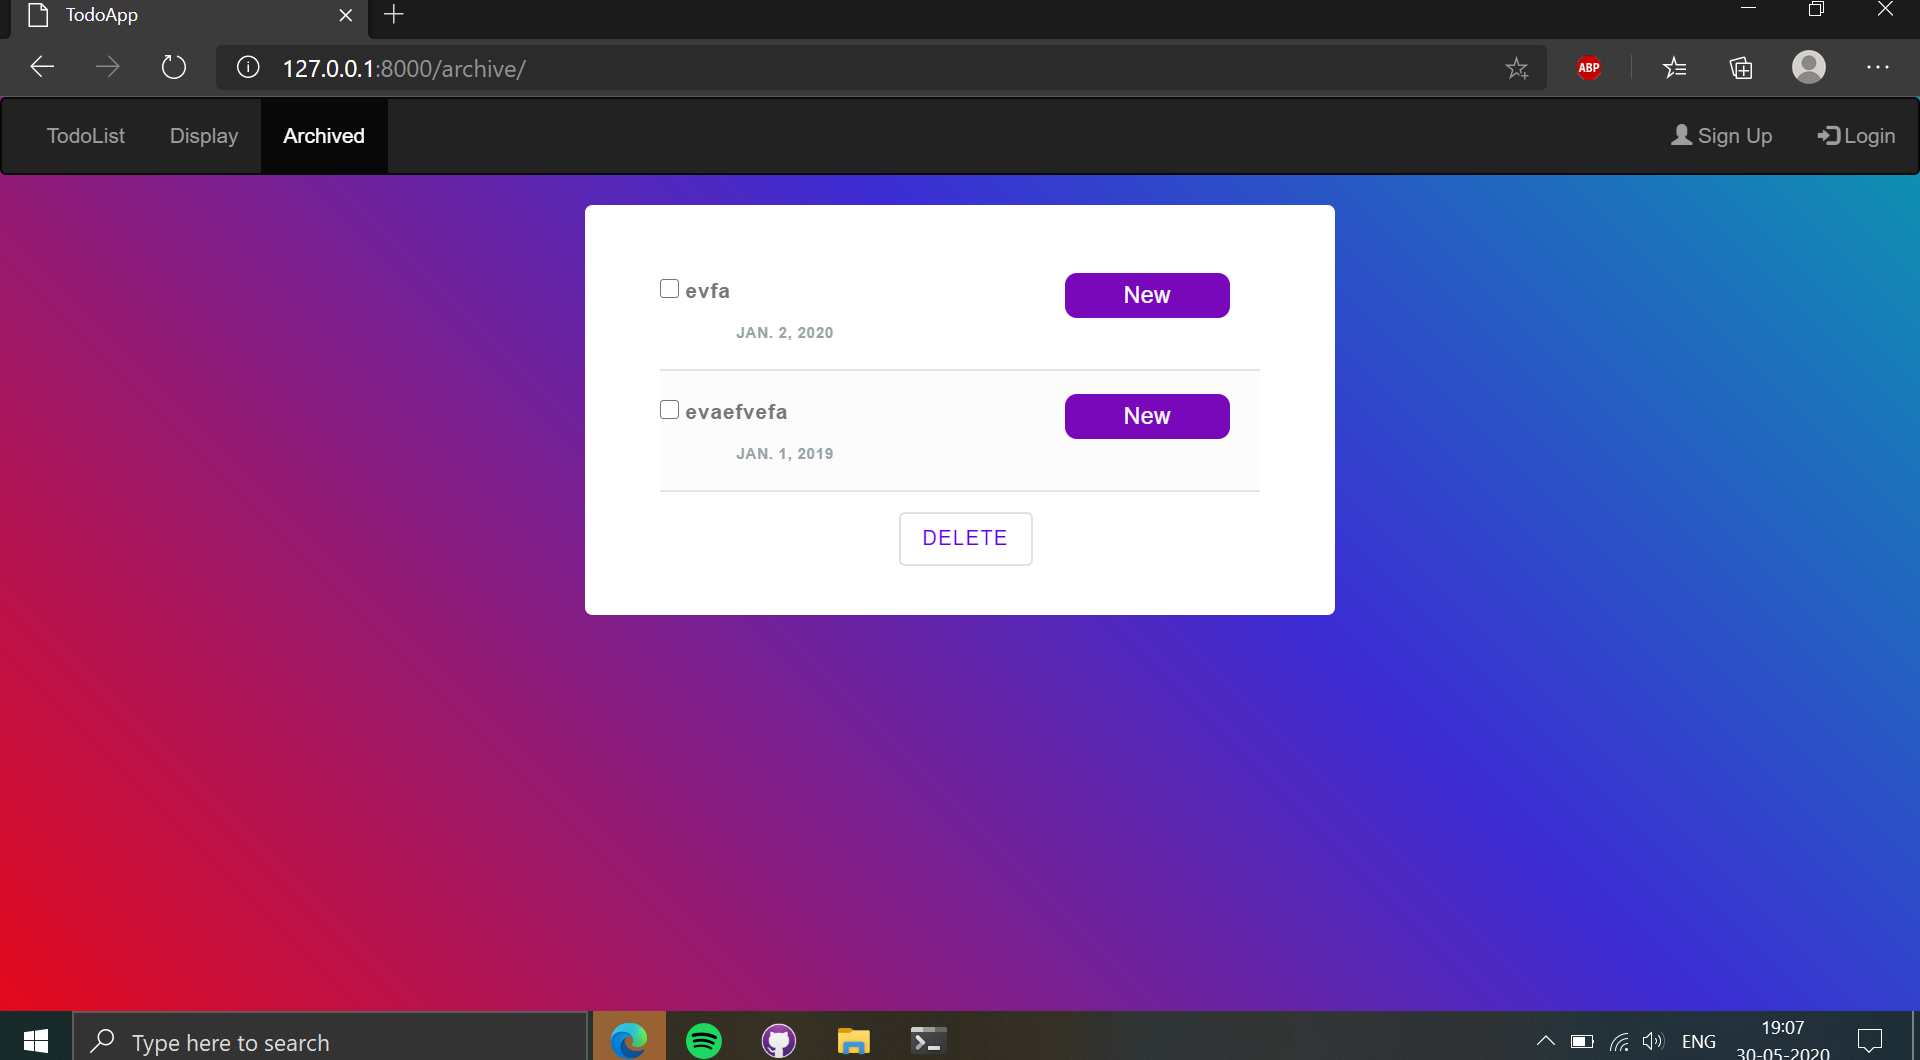 TodoApp
127.0.0.1:8000/archive/
ABP
TodoList Display Archived Sign Up Login
evfa New
JAN. 2, 2020
evaefvefa New
JAN. 1, 2019
DELETE
Type here to search
ENG
19:07
30-05-2020